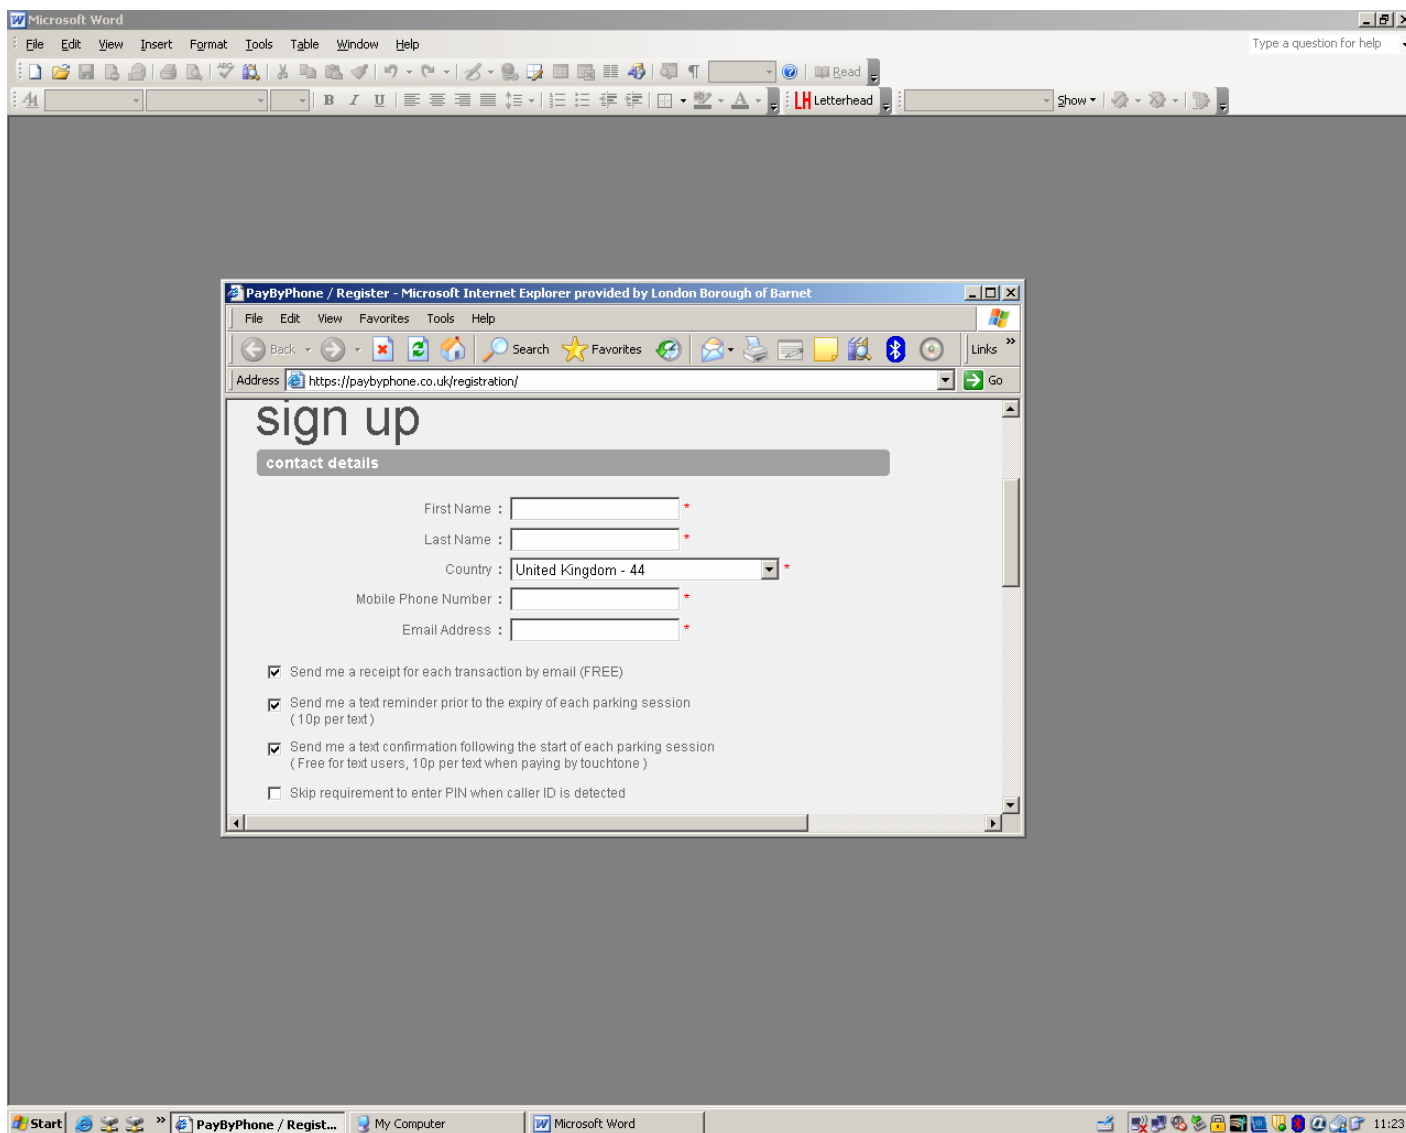 Microsoft Word
File Edit View Insert Format Tools Table Window Help Type a question for help
Read
Letterhead Show
PayByPhone / Register - Microsoft Internet Explorer provided by London Borough of Barnet
File Edit View Favorites Tools Help
Back Search Favorites Links »
Address https://paybyphone.co.uk/registration/ Go
sign up
contact details
First Name : *
Last Name : *
Country : United Kingdom - 44 *
Mobile Phone Number : *
Email Address : *
Send me a receipt for each transaction by email (FREE)
Send me a text reminder prior to the expiry of each parking session
( 10p per text )
Send me a text confirmation following the start of each parking session
( Free for text users, 10p per text when paying by touchtone )
Skip requirement to enter PIN when caller ID is detected
Start » PayByPhone / Regist... My Computer Microsoft Word 11:23